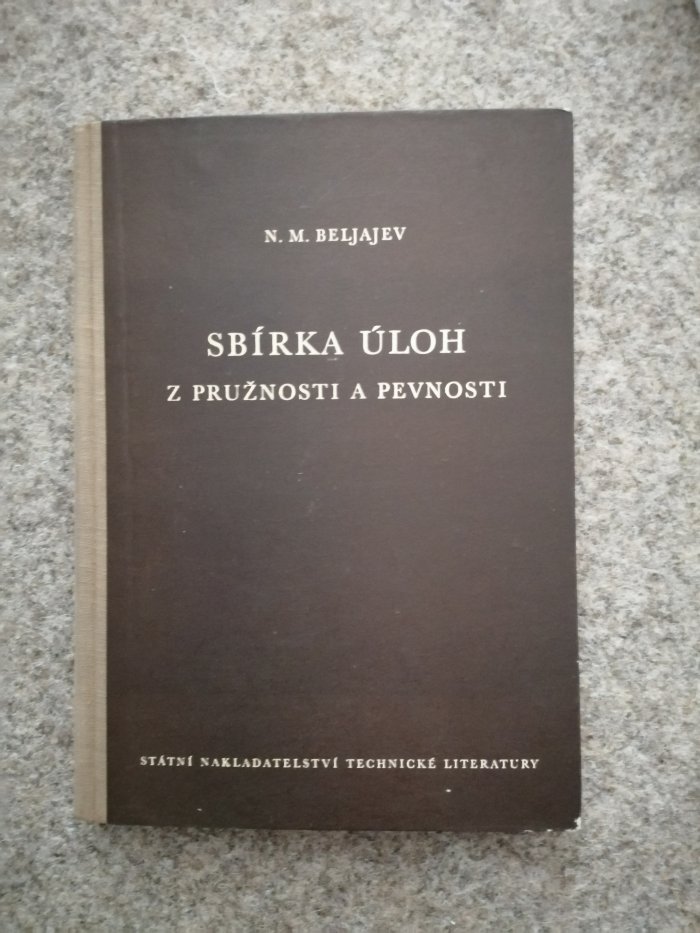 N. M. BELJAJEV
SBÍRKA ÚLOH
Z PRUŽNOSTI A PEVNOSTI
STÁTNÍ NAKLADATELSTVÍ TECHNICKÉ LITERATURY